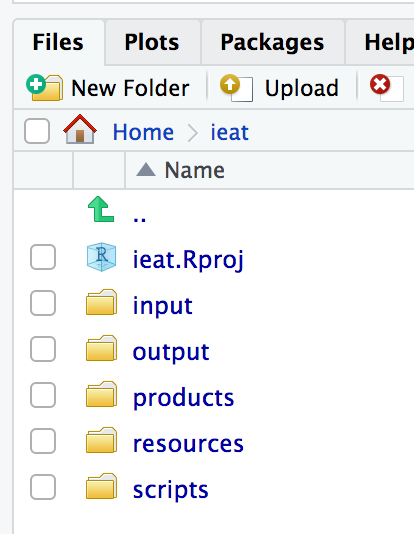 Files Plots Packages Help
New Folder Upload
Home ieat
Name
..
R ieat.Rproj
input
output
products
resources
scripts